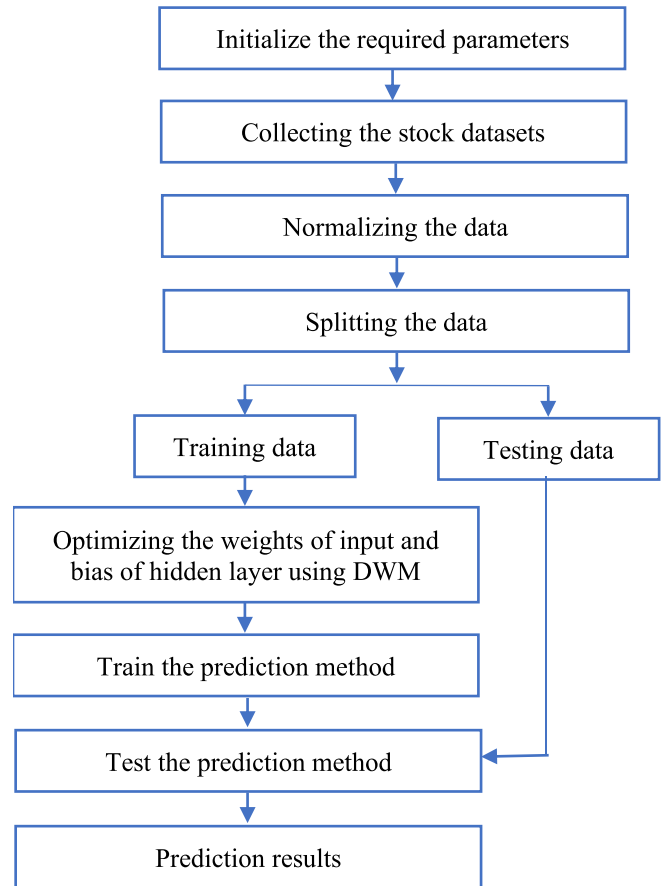 Initialize the required parameters
Collecting the stock datasets
Normalizing the data
Splitting the data
Training data
Testing data
Optimizing the weights of input and
bias of hidden layer using DWM
Train the prediction method
Test the prediction method
Prediction results